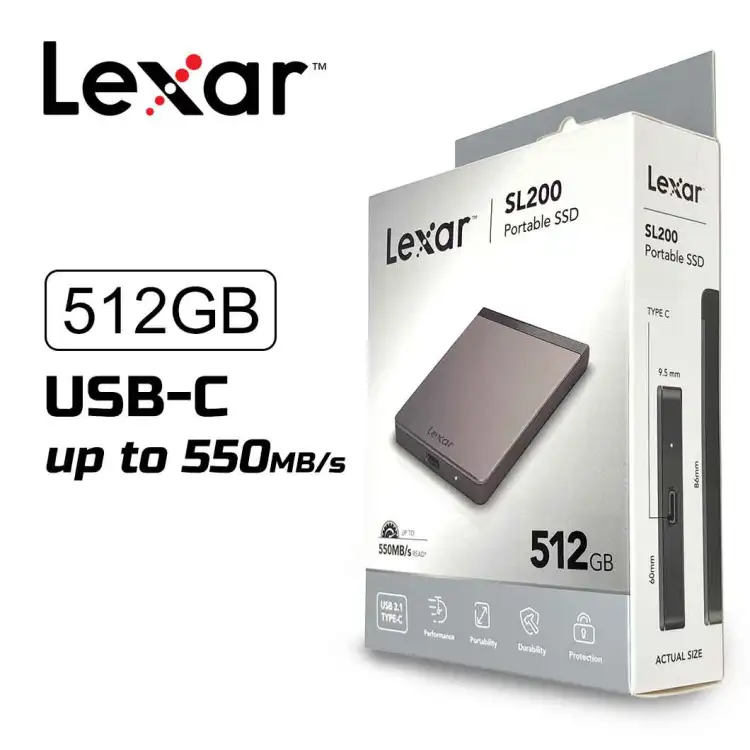 Lexar™
512GB
USB-C
up to 550MB/s
Lexar™ | SL200
Portable SSD
Lexar
UP TO
550MB/s READ*
512GB
USB 3.1
TYPE-C
Performance
Portability
Durability
Protection
Lexar
SL200
Portable SSD
TYPE C
9.5 mm
86mm
60mm
ACTUAL SIZE